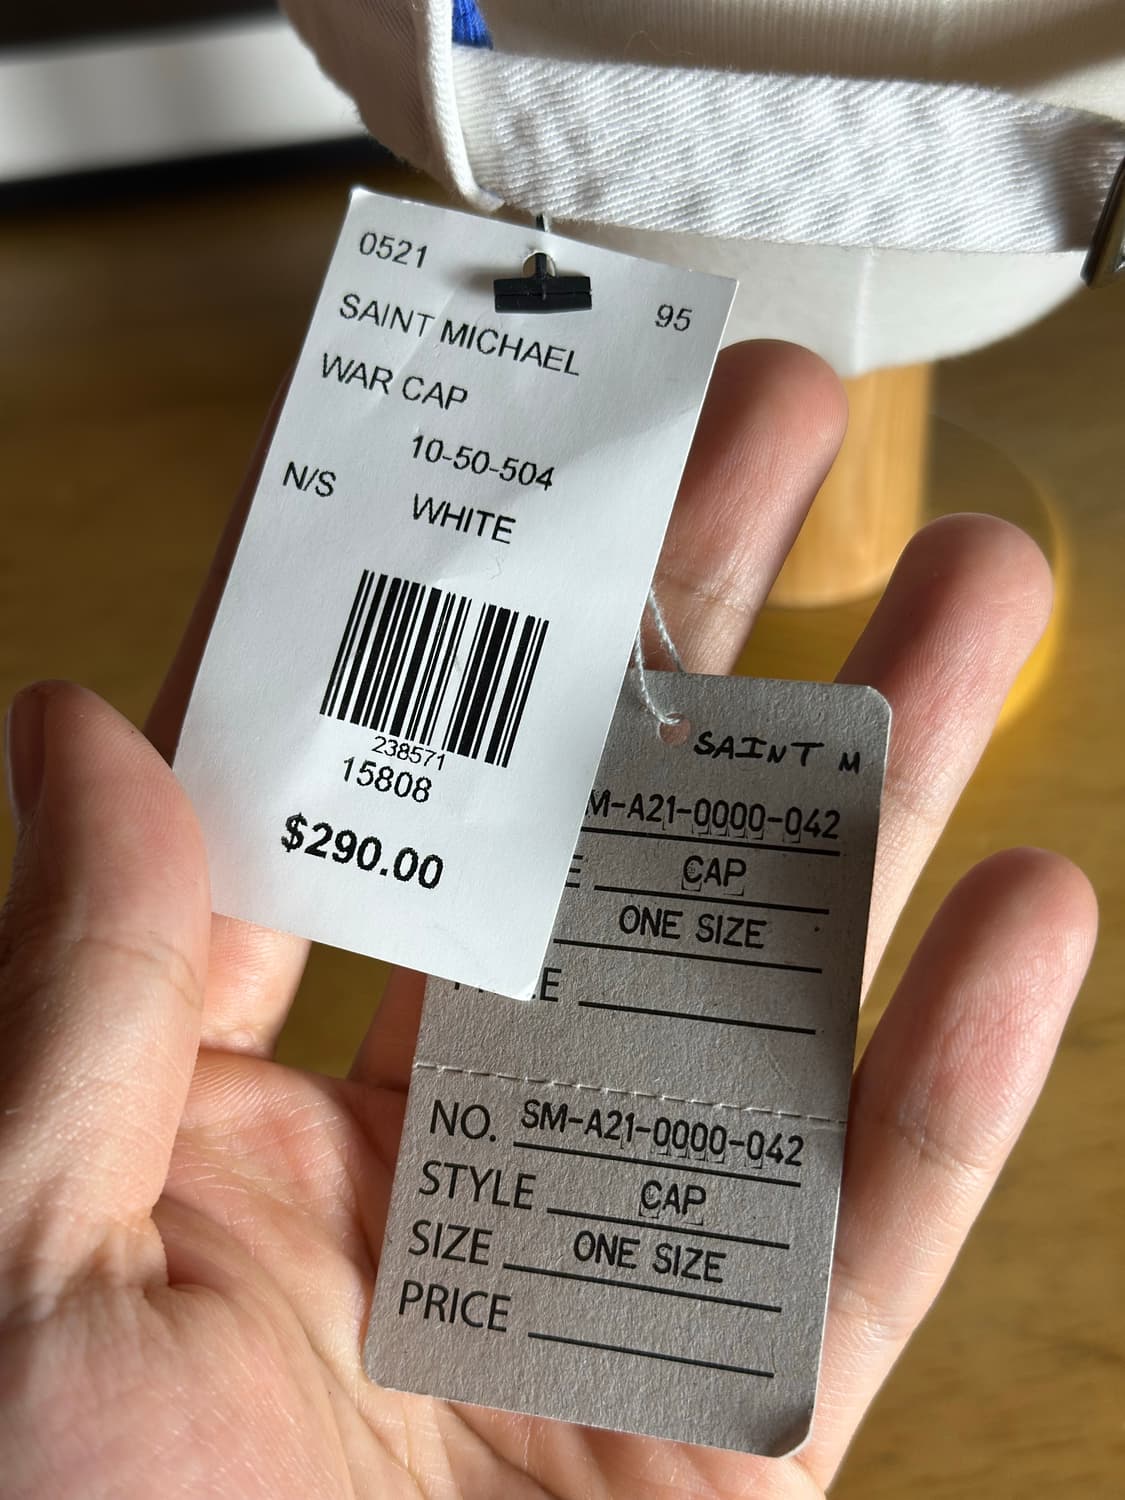 0521
95
SAINT MICHAEL
WAR CAP
10-50-504
N/S WHITE
238571
15808
$290.00
SAINT M
M-A21-0000-042
E CAP
ONE SIZE
E
NO. SM-A21-0000-042
STYLE CAP
SIZE ONE SIZE
PRICE